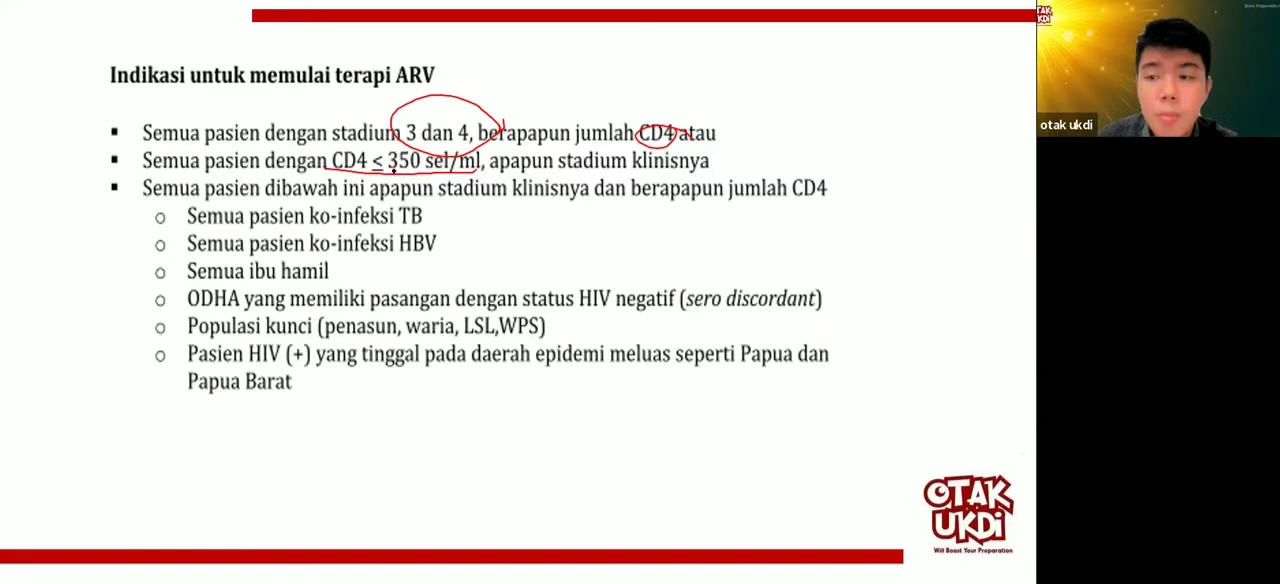 Indikasi untuk memulai terapi ARV
▪ Semua pasien dengan stadium 3 dan 4, berapapun jumlah CD4 atau
▪ Semua pasien dengan CD4 ≤ 350 sel/ml, apapun stadium klinisnya
▪ Semua pasien dibawah ini apapun stadium klinisnya dan berapapun jumlah CD4
o Semua pasien ko-infeksi TB
o Semua pasien ko-infeksi HBV
o Semua ibu hamil
o ODHA yang memiliki pasangan dengan status HIV negatif (sero discordant)
o Populasi kunci (penasun, waria, LSL,WPS)
o Pasien HIV (+) yang tinggal pada daerah epidemi meluas seperti Papua dan
Papua Barat
OTAK
UKDi
Will Boost Your Preparation
OTAK
UKDi
otak ukdi